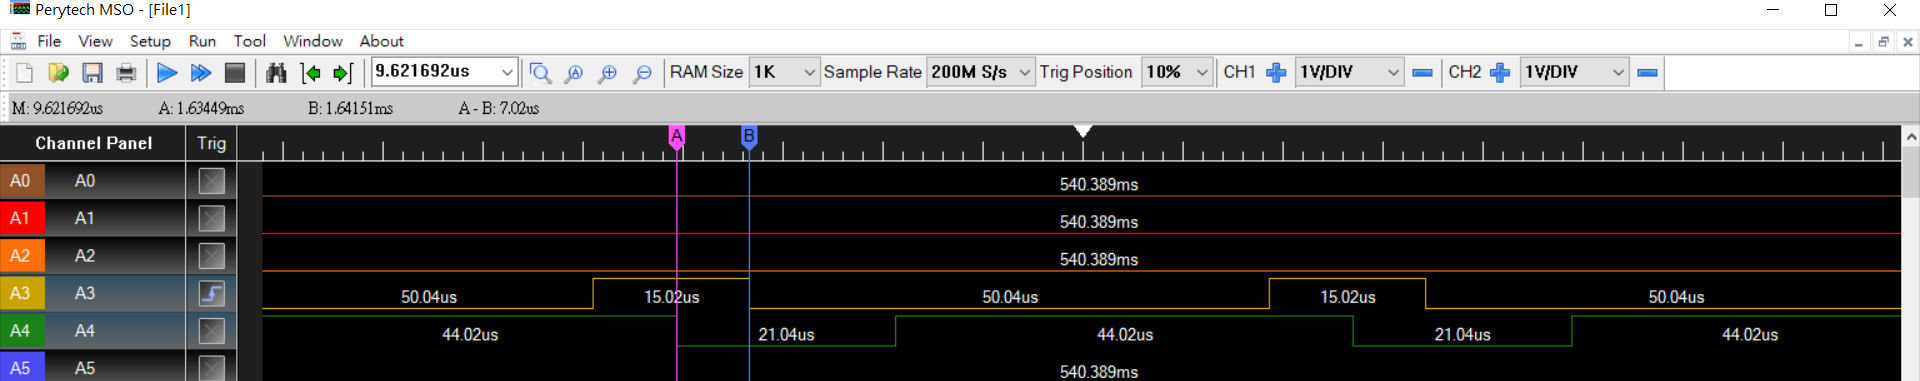 Perytech MSO - [File1]
File View Setup Run Tool Window About
9.621692us RAM Size 1K Sample Rate 200M S/s Trig Position 10% CH1 1V/DIV CH2 1V/DIV
M: 9.621692us A: 1.63449ms B: 1.64151ms A - B: 7.02us
Channel Panel Trig A B
A0 A0 540.389ms
A1 A1 540.389ms
A2 A2 540.389ms
A3 A3 50.04us 15.02us 50.04us 15.02us 50.04us
A4 A4 44.02us 21.04us 44.02us 21.04us 44.02us
A5 A5 540.389ms